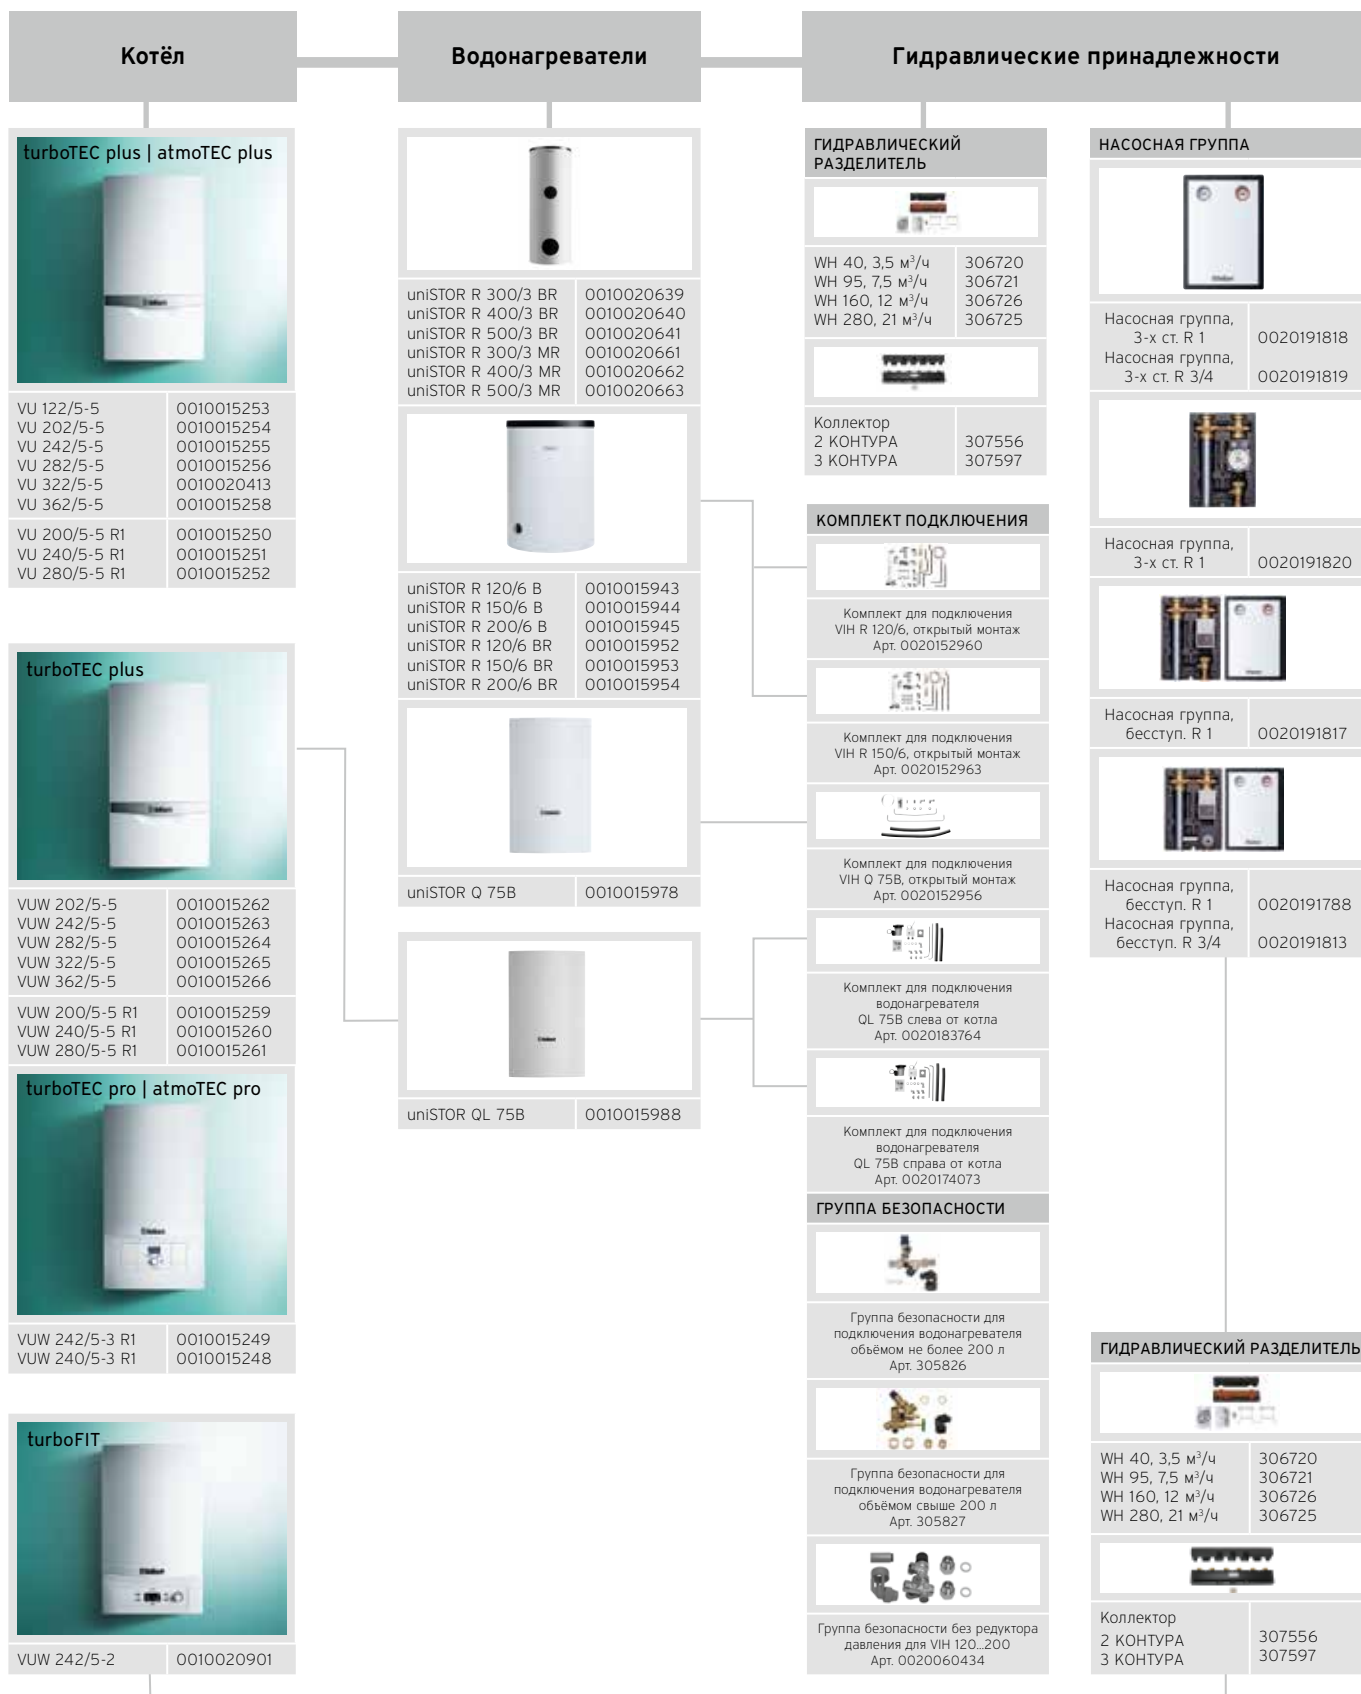 Котёл
turboTEC plus | atmoTEC plus
VU 122/5-5 0010015253
VU 202/5-5 0010015254
VU 242/5-5 0010015255
VU 282/5-5 0010015256
VU 322/5-5 0010020413
VU 362/5-5 0010015258
VU 200/5-5 R1 0010015250
VU 240/5-5 R1 0010015251
VU 280/5-5 R1 0010015252
turboTEC plus
VUW 202/5-5 0010015262
VUW 242/5-5 0010015263
VUW 282/5-5 0010015264
VUW 322/5-5 0010015265
VUW 362/5-5 0010015266
VUW 200/5-5 R1 0010015259
VUW 240/5-5 R1 0010015260
VUW 280/5-5 R1 0010015261
turboTEC pro | atmoTEC pro
VUW 242/5-3 R1 0010015249
VUW 240/5-3 R1 0010015248
turboFIT
VUW 242/5-2 0010020901
Водонагреватели
uniSTOR R 300/3 BR 0010020639
uniSTOR R 400/3 BR 0010020640
uniSTOR R 500/3 BR 0010020641
uniSTOR R 300/3 MR 0010020661
uniSTOR R 400/3 MR 0010020662
uniSTOR R 500/3 MR 0010020663
uniSTOR R 120/6 B 0010015943
uniSTOR R 150/6 B 0010015944
uniSTOR R 200/6 B 0010015945
uniSTOR R 120/6 BR 0010015952
uniSTOR R 150/6 BR 0010015953
uniSTOR R 200/6 BR 0010015954
uniSTOR Q 75B 0010015978
uniSTOR QL 75B 0010015988
Гидравлические принадлежности
ГИДРАВЛИЧЕСКИЙ
РАЗДЕЛИТЕЛЬ
WH 40, 3,5 м³/ч 306720
WH 95, 7,5 м³/ч 306721
WH 160, 12 м³/ч 306726
WH 280, 21 м³/ч 306725
Коллектор
2 КОНТУРА 307556
3 КОНТУРА 307597
КОМПЛЕКТ ПОДКЛЮЧЕНИЯ
Комплект для подключения
VIH R 120/6, открытый монтаж
Арт. 0020152960
Комплект для подключения
VIH R 150/6, открытый монтаж
Арт. 0020152963
Комплект для подключения
VIH Q 75B, открытый монтаж
Арт. 0020152956
Комплект для подключения
водонагревателя
QL 75B слева от котла
Арт. 0020183764
Комплект для подключения
водонагревателя
QL 75B справа от котла
Арт. 0020174073
ГРУППА БЕЗОПАСНОСТИ
Группа безопасности для
подключения водонагревателя
объёмом не более 200 л
Арт. 305826
Группа безопасности для
подключения водонагревателя
объёмом свыше 200 л
Арт. 305827
Группа безопасности без редуктора
давления для VIH 120...200
Арт. 0020060434
НАСОСНАЯ ГРУППА
Насосная группа,
3-х ст. R 1 0020191818
Насосная группа,
3-х ст. R 3/4 0020191819
Насосная группа,
3-х ст. R 1 0020191820
Насосная группа,
бесступ. R 1 0020191817
Насосная группа,
бесступ. R 1 0020191788
Насосная группа,
бесступ. R 3/4 0020191813
ГИДРАВЛИЧЕСКИЙ РАЗДЕЛИТЕЛЬ
WH 40, 3,5 м³/ч 306720
WH 95, 7,5 м³/ч 306721
WH 160, 12 м³/ч 306726
WH 280, 21 м³/ч 306725
Коллектор
2 КОНТУРА 307556
3 КОНТУРА 307597